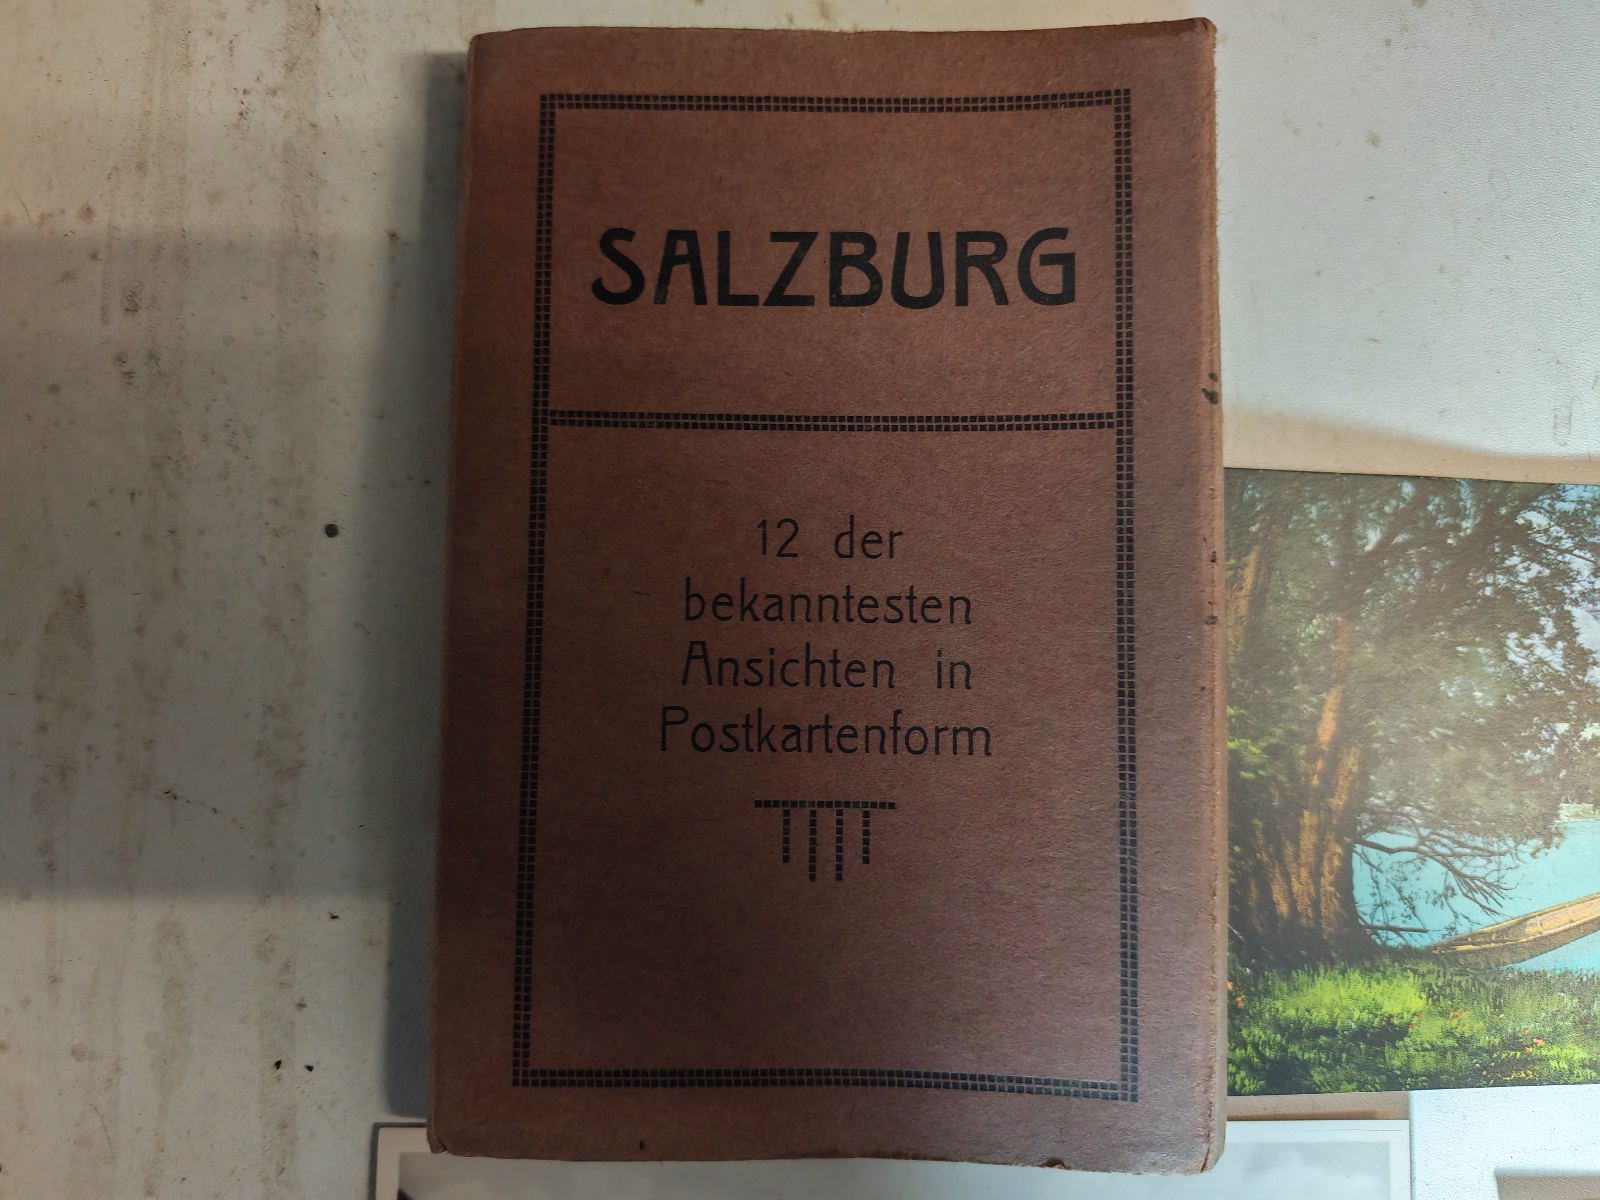 SALZBURG
12 der
bekanntesten
Ansichten in
Postkartenform